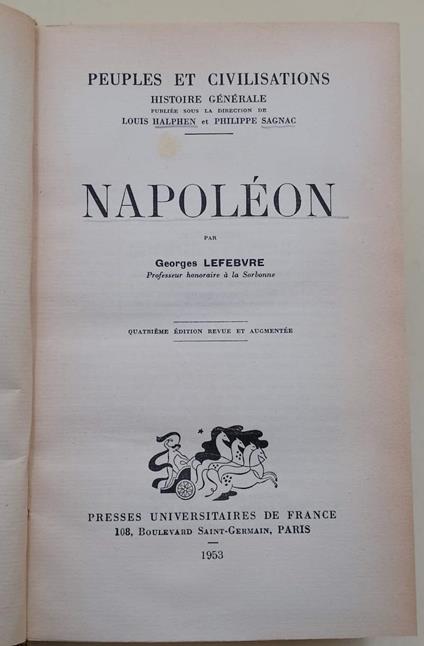 PEUPLES ET CIVILISATIONS
HISTOIRE GÉNÉRALE
PUBLIÉE SOUS LA DIRECTION DE
LOUIS HALPHEN et PHILIPPE SAGNAC
NAPOLÉON
PAR
Georges LEFEBVRE
Professeur honoraire à la Sorbonne
QUATRIÈME ÉDITION REVUE ET AUGMENTÉE
PRESSES UNIVERSITAIRES DE FRANCE
108, BOULEVARD SAINT-GERMAIN, PARIS
1953